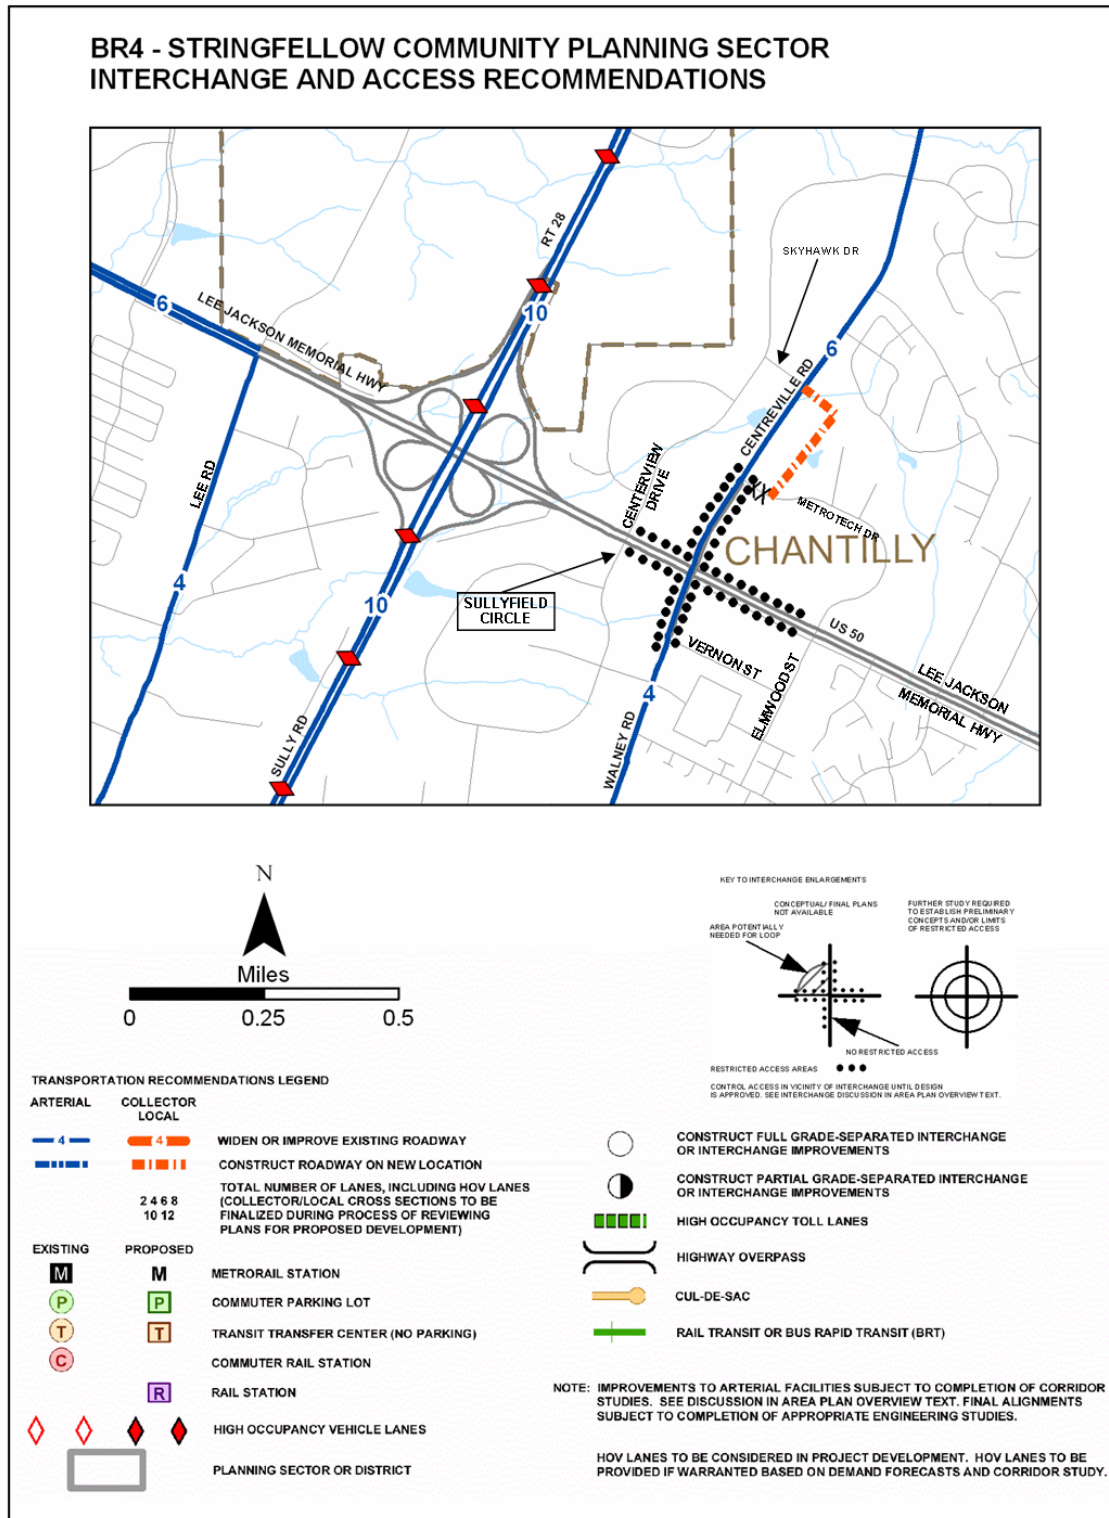 BR4 - STRINGFELLOW COMMUNITY PLANNING SECTOR
INTERCHANGE AND ACCESS RECOMMENDATIONS
RT 28
SKYHAWK DR
6
LEE JACKSON MEMORIAL HWY
10
6
CENTREVILLE RD
LEE RD
CENTERVIEW
DRIVE
METROTECH DR
CHANTILLY
4
10
SULLYFIELD
CIRCLE
US 50
VERNON ST
ELMWOOD ST
LEE JACKSON
MEMORIAL HWY
4
SULLY RD
WALNEY RD
N
Miles
0 0.25 0.5
KEY TO INTERCHANGE ENLARGEMENTS
CONCEPTUAL/ FINAL PLANS
NOT AVAILABLE
AREA POTENTIALLY
NEEDED FOR LOOP
FURTHER STUDY REQUIRED
TO ESTABLISH PRELIMINARY
CONCEPTS AND/OR LIMITS
OF RESTRICTED ACCESS
NO RESTRICTED ACCESS
RESTRICTED ACCESS AREAS
CONTROL ACCESS IN VICINITY OF INTERCHANGE UNTIL DESIGN
IS APPROVED. SEE INTERCHANGE DISCUSSION IN AREA PLAN OVERVIEW TEXT.
TRANSPORTATION RECOMMENDATIONS LEGEND
ARTERIAL COLLECTOR
LOCAL
4 4 WIDEN OR IMPROVE EXISTING ROADWAY
CONSTRUCT ROADWAY ON NEW LOCATION
2 4 6 8
10 12
TOTAL NUMBER OF LANES, INCLUDING HOV LANES
(COLLECTOR/LOCAL CROSS SECTIONS TO BE
FINALIZED DURING PROCESS OF REVIEWING
PLANS FOR PROPOSED DEVELOPMENT)
EXISTING PROPOSED
M M METRORAIL STATION
P P COMMUTER PARKING LOT
T T TRANSIT TRANSFER CENTER (NO PARKING)
C COMMUTER RAIL STATION
R RAIL STATION
HIGH OCCUPANCY VEHICLE LANES
PLANNING SECTOR OR DISTRICT
CONSTRUCT FULL GRADE-SEPARATED INTERCHANGE
OR INTERCHANGE IMPROVEMENTS
CONSTRUCT PARTIAL GRADE-SEPARATED INTERCHANGE
OR INTERCHANGE IMPROVEMENTS
HIGH OCCUPANCY TOLL LANES
HIGHWAY OVERPASS
CUL-DE-SAC
RAIL TRANSIT OR BUS RAPID TRANSIT (BRT)
NOTE: IMPROVEMENTS TO ARTERIAL FACILITIES SUBJECT TO COMPLETION OF CORRIDOR
STUDIES. SEE DISCUSSION IN AREA PLAN OVERVIEW TEXT. FINAL ALIGNMENTS
SUBJECT TO COMPLETION OF APPROPRIATE ENGINEERING STUDIES.
HOV LANES TO BE CONSIDERED IN PROJECT DEVELOPMENT. HOV LANES TO BE
PROVIDED IF WARRANTED BASED ON DEMAND FORECASTS AND CORRIDOR STUDY.